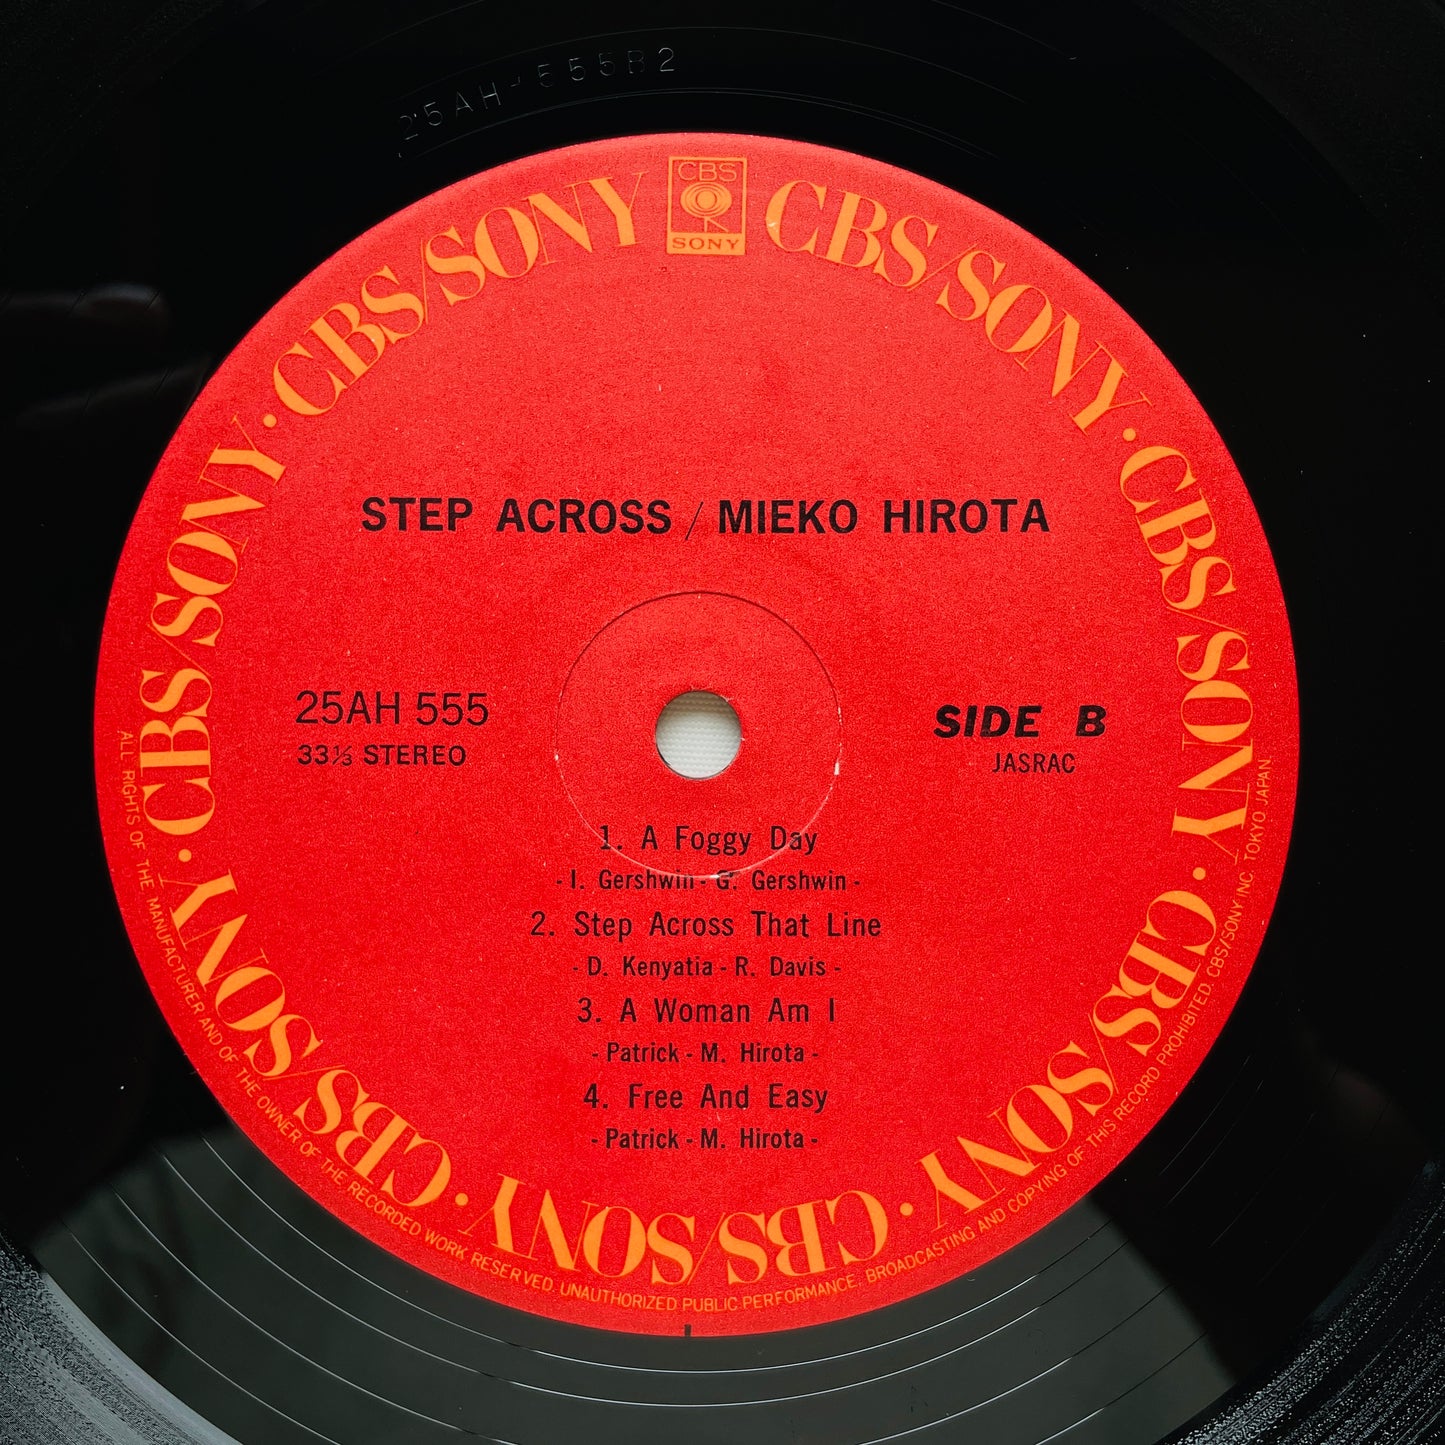 25AH-555B2
CBS
SONY
CBS/SONY · CBS/SONY · CBS/SONY · CBS/SONY · CBS/SONY · CBS/SONY · CBS/SONY · CBS/SONY
STEP ACROSS / MIEKO HIROTA
25AH 555
33⅓ STEREO
SIDE B
JASRAC
1. A Foggy Day
- I. Gershwin - G. Gershwin -
2. Step Across That Line
- D. Kenyatia - R. Davis -
3. A Woman Am I
- Patrick - M. Hirota -
4. Free And Easy
- Patrick - M. Hirota -
ALL RIGHTS OF THE MANUFACTURER AND OF THE OWNER OF THE RECORDED WORK RESERVED. UNAUTHORIZED PUBLIC PERFORMANCE. BROADCASTING AND COPYING OF THIS RECORD PROHIBITED. CBS/SONY INC. TOKYO JAPAN.